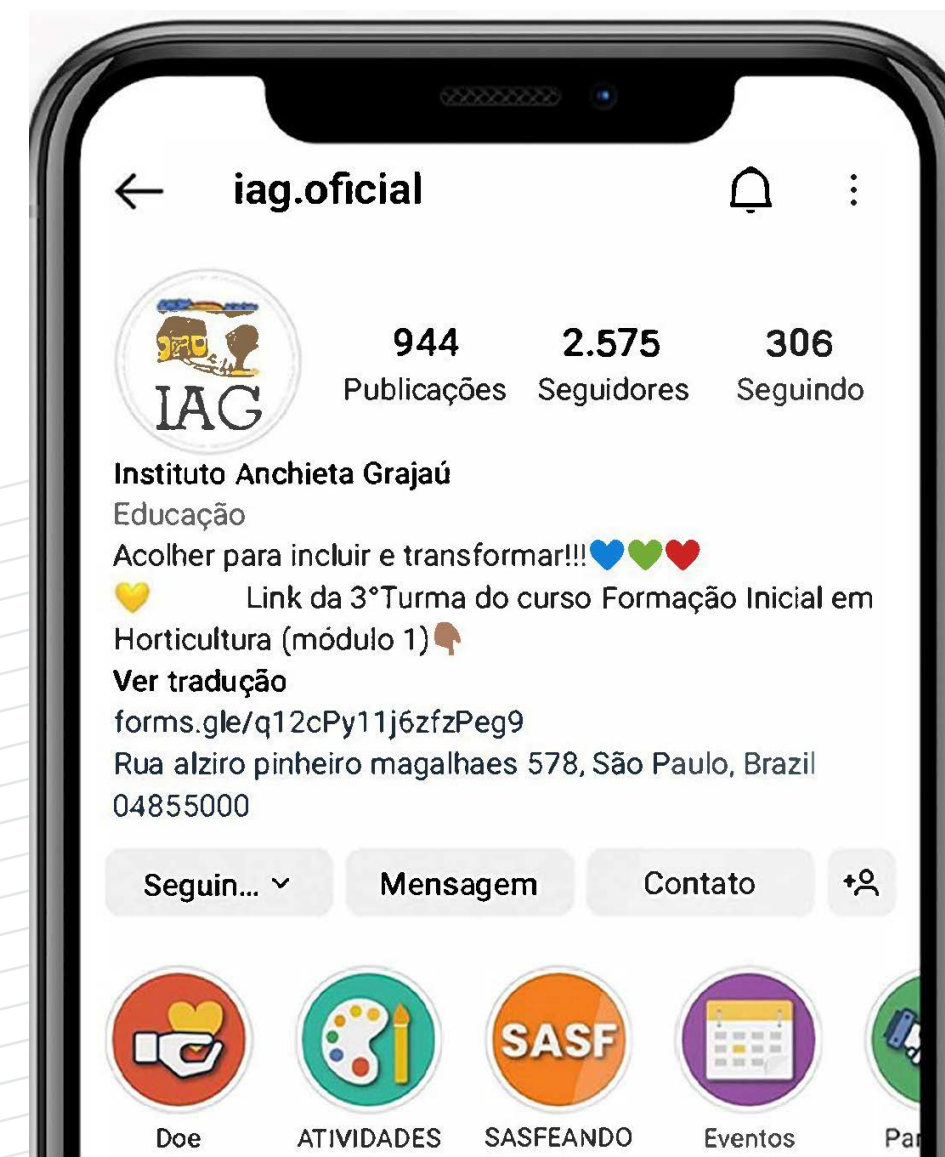 iag.oficial
IAG
944 2.575 306
Publicações Seguidores Seguindo
Instituto Anchieta Grajaú
Educação
Acolher para incluir e transformar!!!💙💚❤️
💛 Link da 3°Turma do curso Formação Inicial em
Horticultura (módulo 1)👇🏾
Ver tradução
forms.gle/q12cPy11j6zfzPeg9
Rua alziro pinheiro magalhaes 578, São Paulo, Brazil
04855000
Seguin... Mensagem Contato
SASF
Doe ATIVIDADES SASFEANDO Eventos